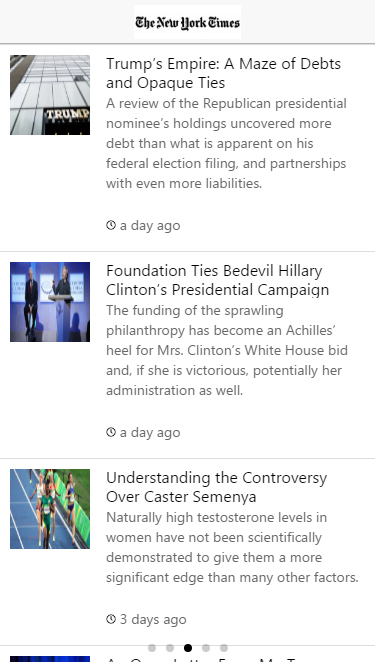 The New York Times
Trump's Empire: A Maze of Debts
and Opaque Ties
A review of the Republican presidential
nominee's holdings uncovered more
debt than what is apparent on his
federal election filing, and partnerships
with even more liabilities.
TRUMP
a day ago
Foundation Ties Bedevil Hillary
Clinton's Presidential Campaign
The funding of the sprawling
philanthropy has become an Achilles'
heel for Mrs. Clinton's White House bid
and, if she is victorious, potentially her
administration as well.
a day ago
Understanding the Controversy
Over Caster Semenya
Naturally high testosterone levels in
women have not been scientifically
demonstrated to give them a more
significant edge than many other factors.
3 days ago